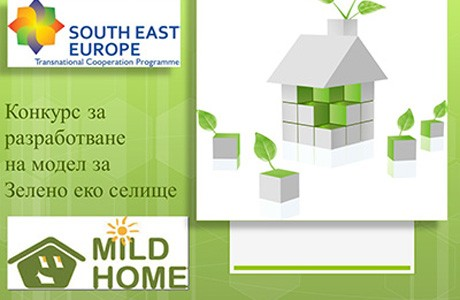 SOUTH EAST
EUROPE
Transnational Cooperation Programme
Конкурс за
разработване
на модел за
Зелено еко селище
MILD
HOME